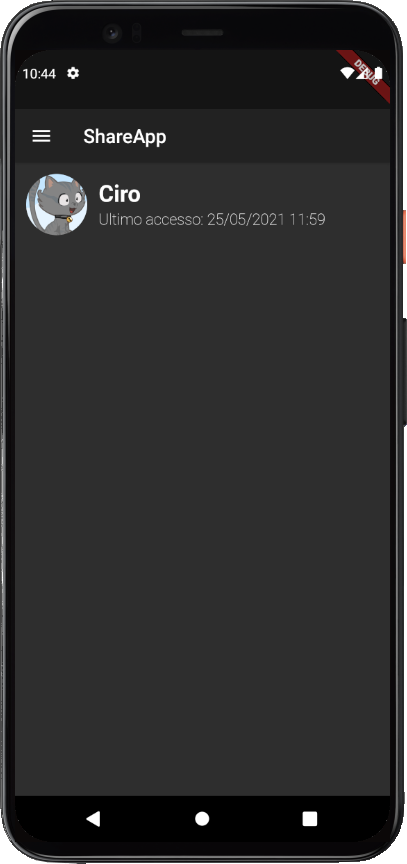 10:44
DEBUG
ShareApp
Ciro
Ultimo accesso: 25/05/2021 11:59